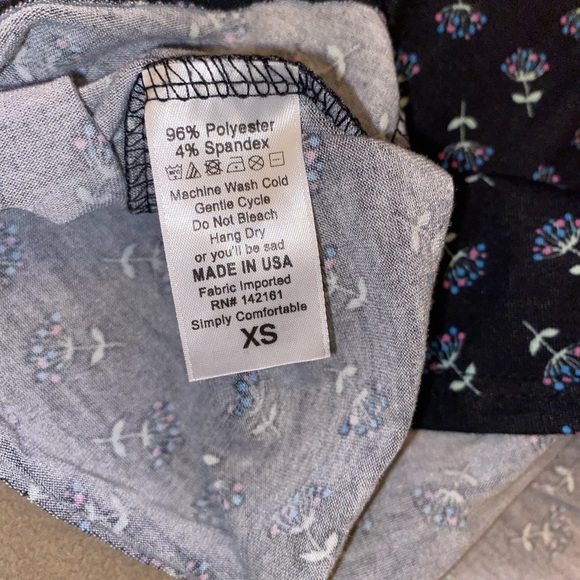 96% Polyester
4% Spandex
Machine Wash Cold
Gentle Cycle
Do Not Bleach
Hang Dry
or you'll be sad
MADE IN USA
Fabric Imported
RN# 142161
Simply Comfortable
XS